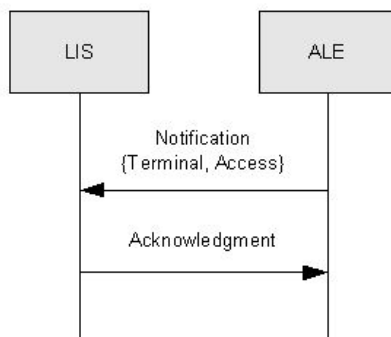 LIS
ALE
Notification
{Terminal, Access}
Acknowledgment